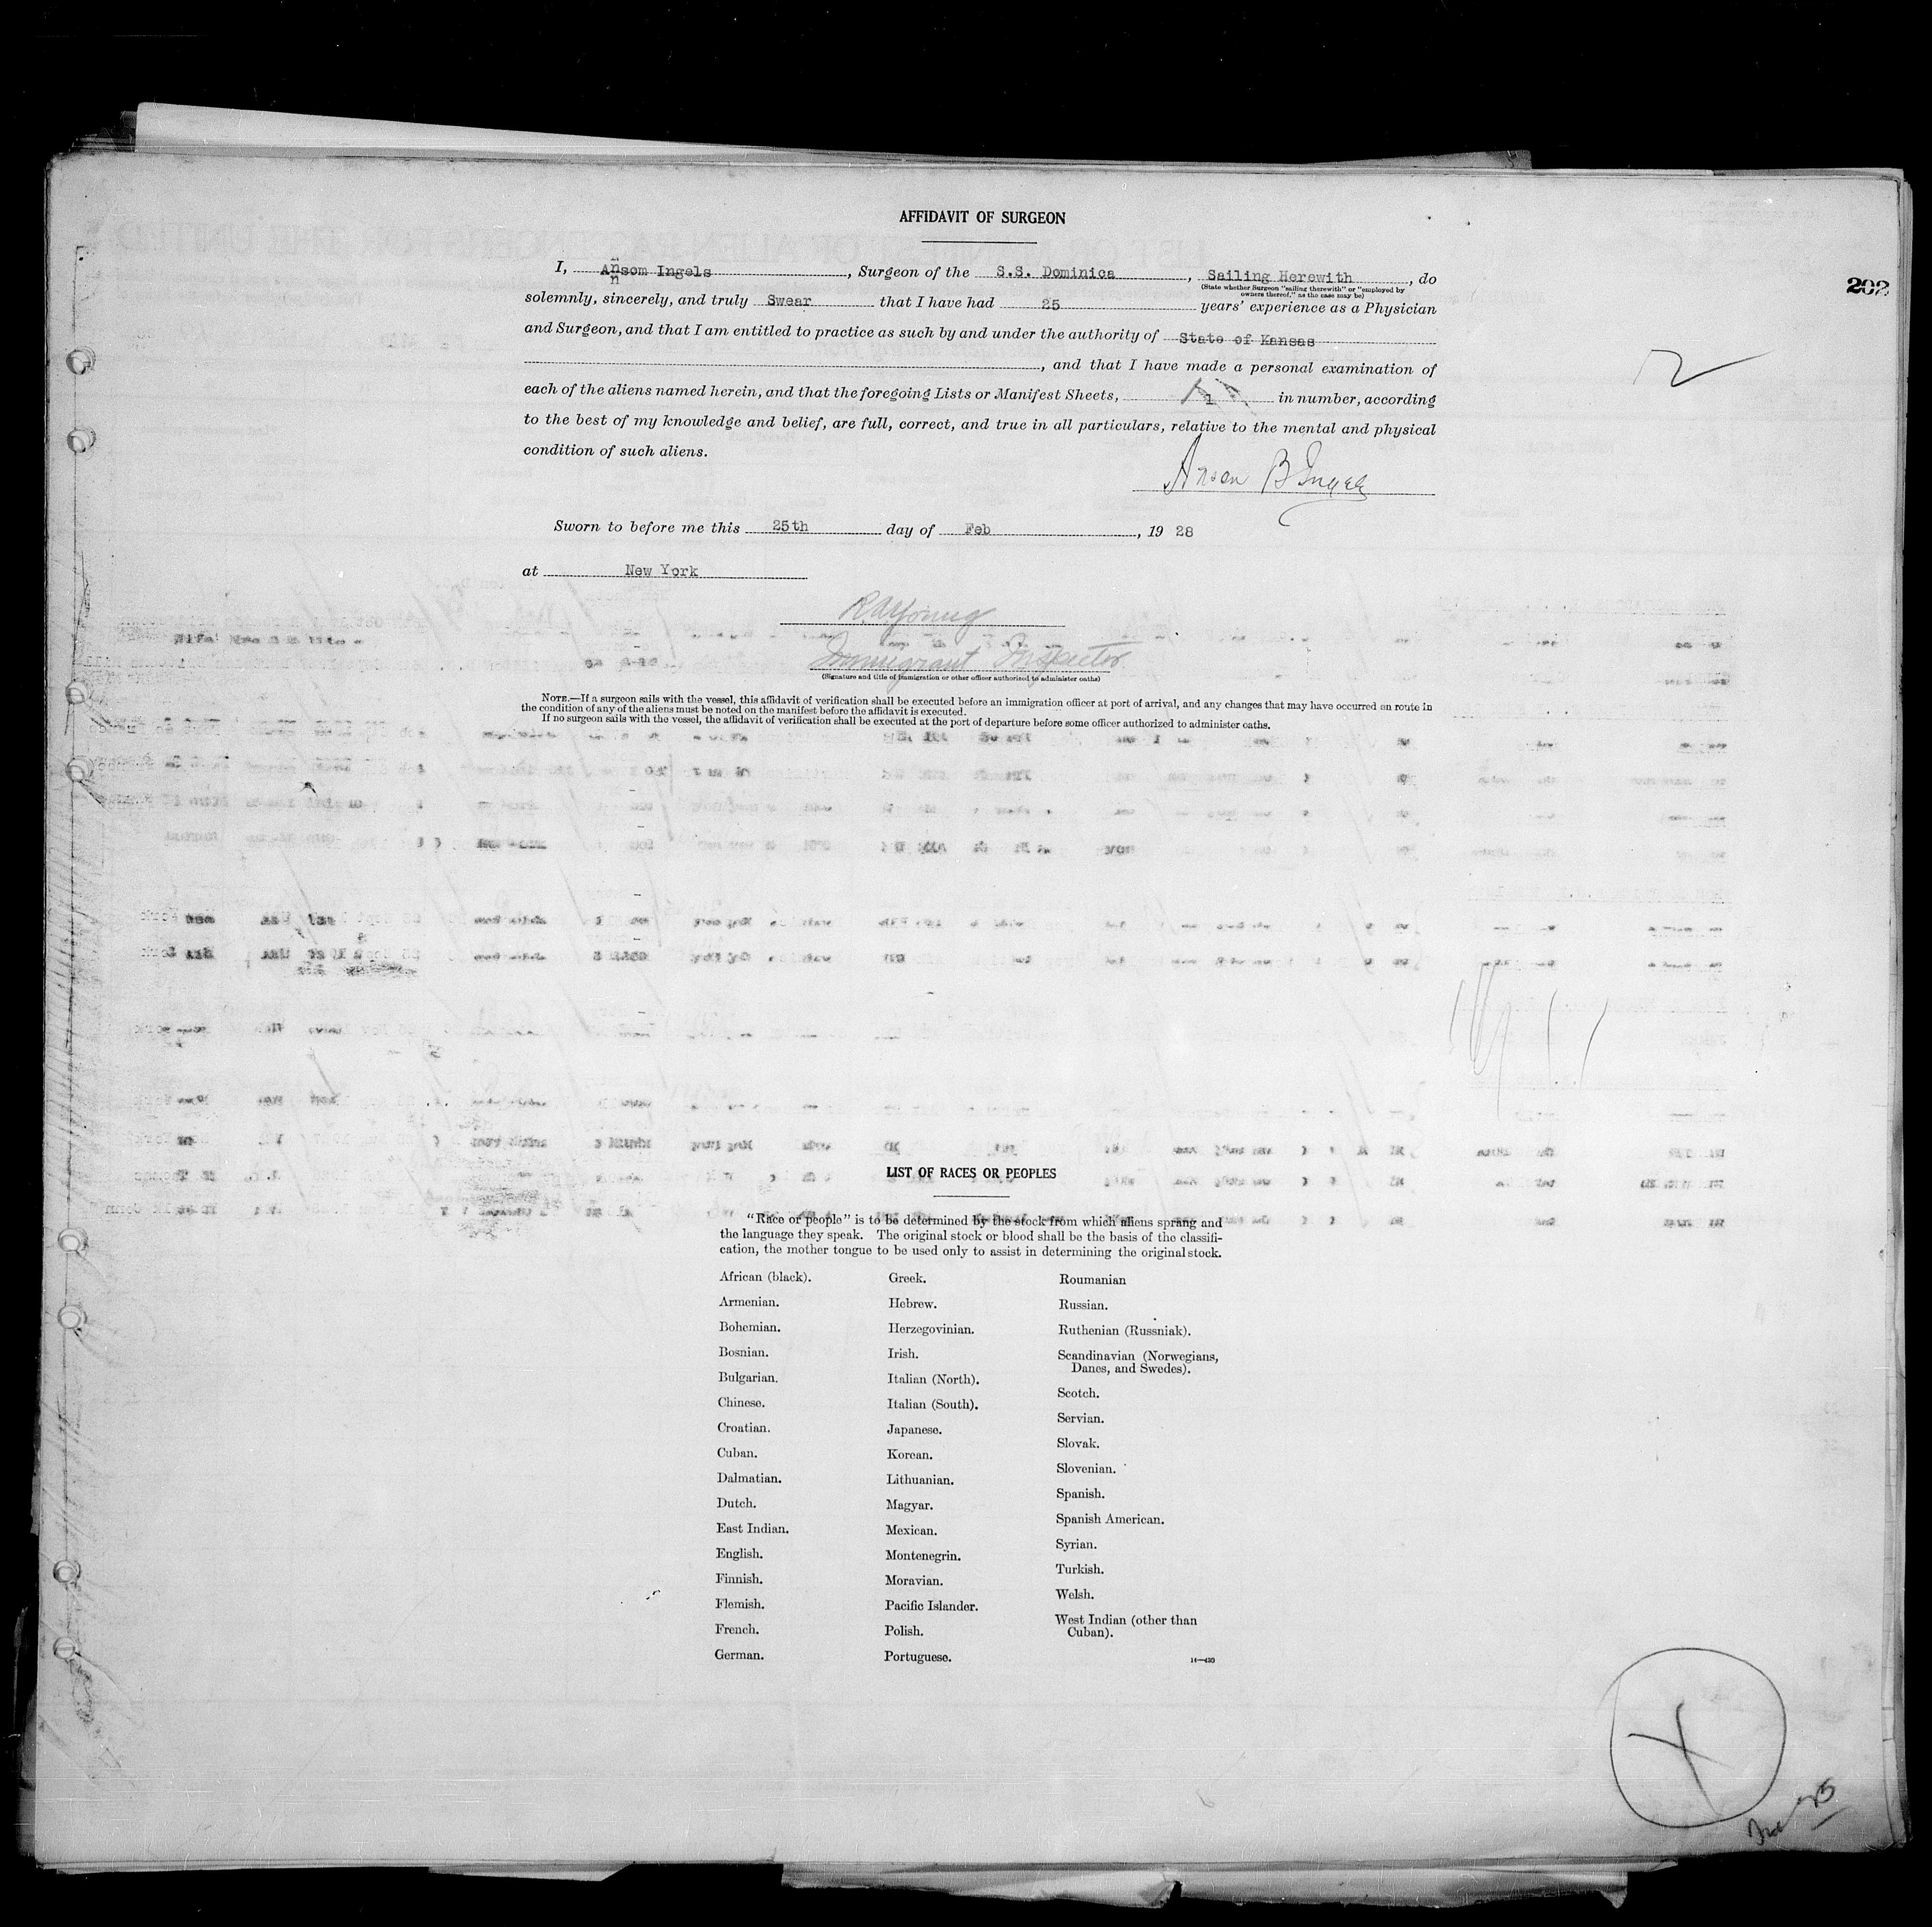 AFFIDAVIT OF SURGEON
I, Ansom Ingels, Surgeon of the S.S. Dominica, Sailing Herewith, do
(State whether Surgeon "sailing therewith" or "employed by
owners thereof," as the case may be)
202
solemnly, sincerely, and truly Swear that I have had 25 years' experience as a Physician
and Surgeon, and that I am entitled to practice as such by and under the authority of State of Kansas
, and that I have made a personal examination of
each of the aliens named herein, and that the foregoing Lists or Manifest Sheets, 1 in number, according
to the best of my knowledge and belief, are full, correct, and true in all particulars, relative to the mental and physical
condition of such aliens.
Anson B Ingels
Sworn to before me this 25th day of Feb, 1928
at New York
R.A. Young
Immigrant Inspector
(Signature and title of immigration or other officer authorized to administer oaths)
NOTE.—If a surgeon sails with the vessel, this affidavit of verification shall be executed before an immigration officer at port of arrival, and any changes that may have occurred en route in
the condition of any of the aliens must be noted on the manifest before the affidavit is executed.
If no surgeon sails with the vessel, the affidavit of verification shall be executed at the port of departure before some officer authorized to administer oaths.
LIST OF RACES OR PEOPLES
"Race or people" is to be determined by the stock from which aliens sprang and
the language they speak. The original stock or blood shall be the basis of the classifi-
cation, the mother tongue to be used only to assist in determining the original stock.
African (black).
Armenian.
Bohemian.
Bosnian.
Bulgarian.
Chinese.
Croatian.
Cuban.
Dalmatian.
Dutch.
East Indian.
English.
Finnish.
Flemish.
French.
German.
Greek.
Hebrew.
Herzegovinian.
Irish.
Italian (North).
Italian (South).
Japanese.
Korean.
Lithuanian.
Magyar.
Mexican.
Montenegrin.
Moravian.
Pacific Islander.
Polish.
Portuguese.
Roumanian
Russian.
Ruthenian (Russniak).
Scandinavian (Norwegians,
Danes, and Swedes).
Scotch.
Servian.
Slovak.
Slovenian.
Spanish.
Spanish American.
Syrian.
Turkish.
Welsh.
West Indian (other than
Cuban).
14—430
X